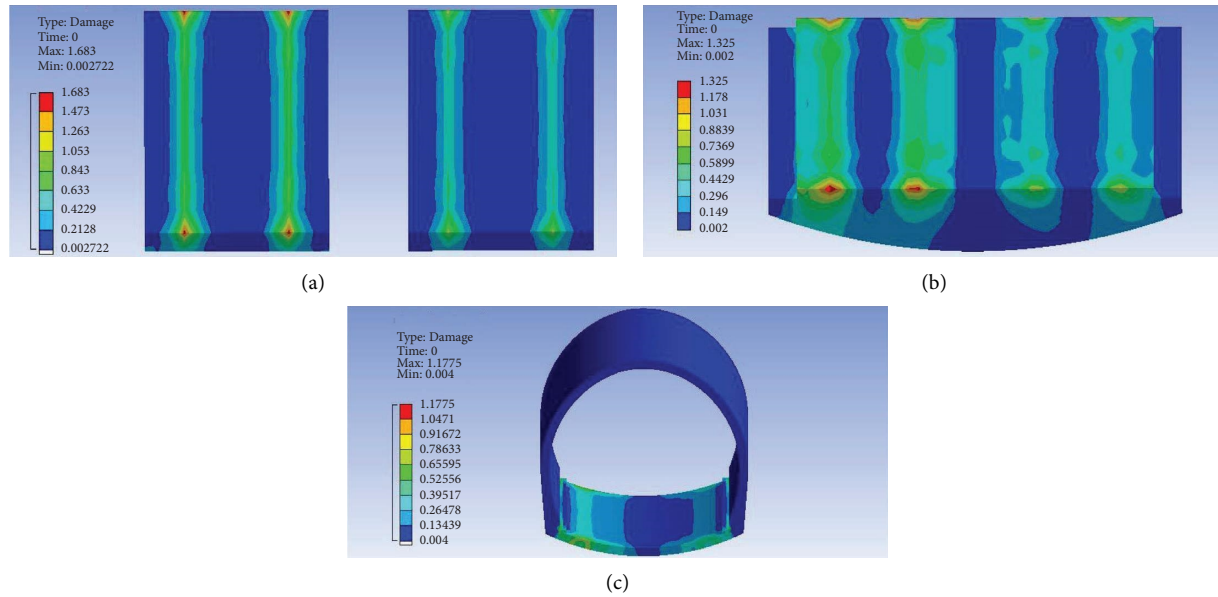 Type: Damage
Time: 0
Max: 1.683
Min: 0.002722
1.683
1.473
1.263
1.053
0.843
0.633
0.4229
0.2128
0.002722
(a)
Type: Damage
Time: 0
Max: 1.325
Min: 0.002
1.325
1.178
1.031
0.8839
0.7369
0.5899
0.4429
0.296
0.149
0.002
(b)
Type: Damage
Time: 0
Max: 1.1775
Min: 0.004
1.1775
1.0471
0.91672
0.78633
0.65595
0.52556
0.39517
0.26478
0.13439
0.004
(c)